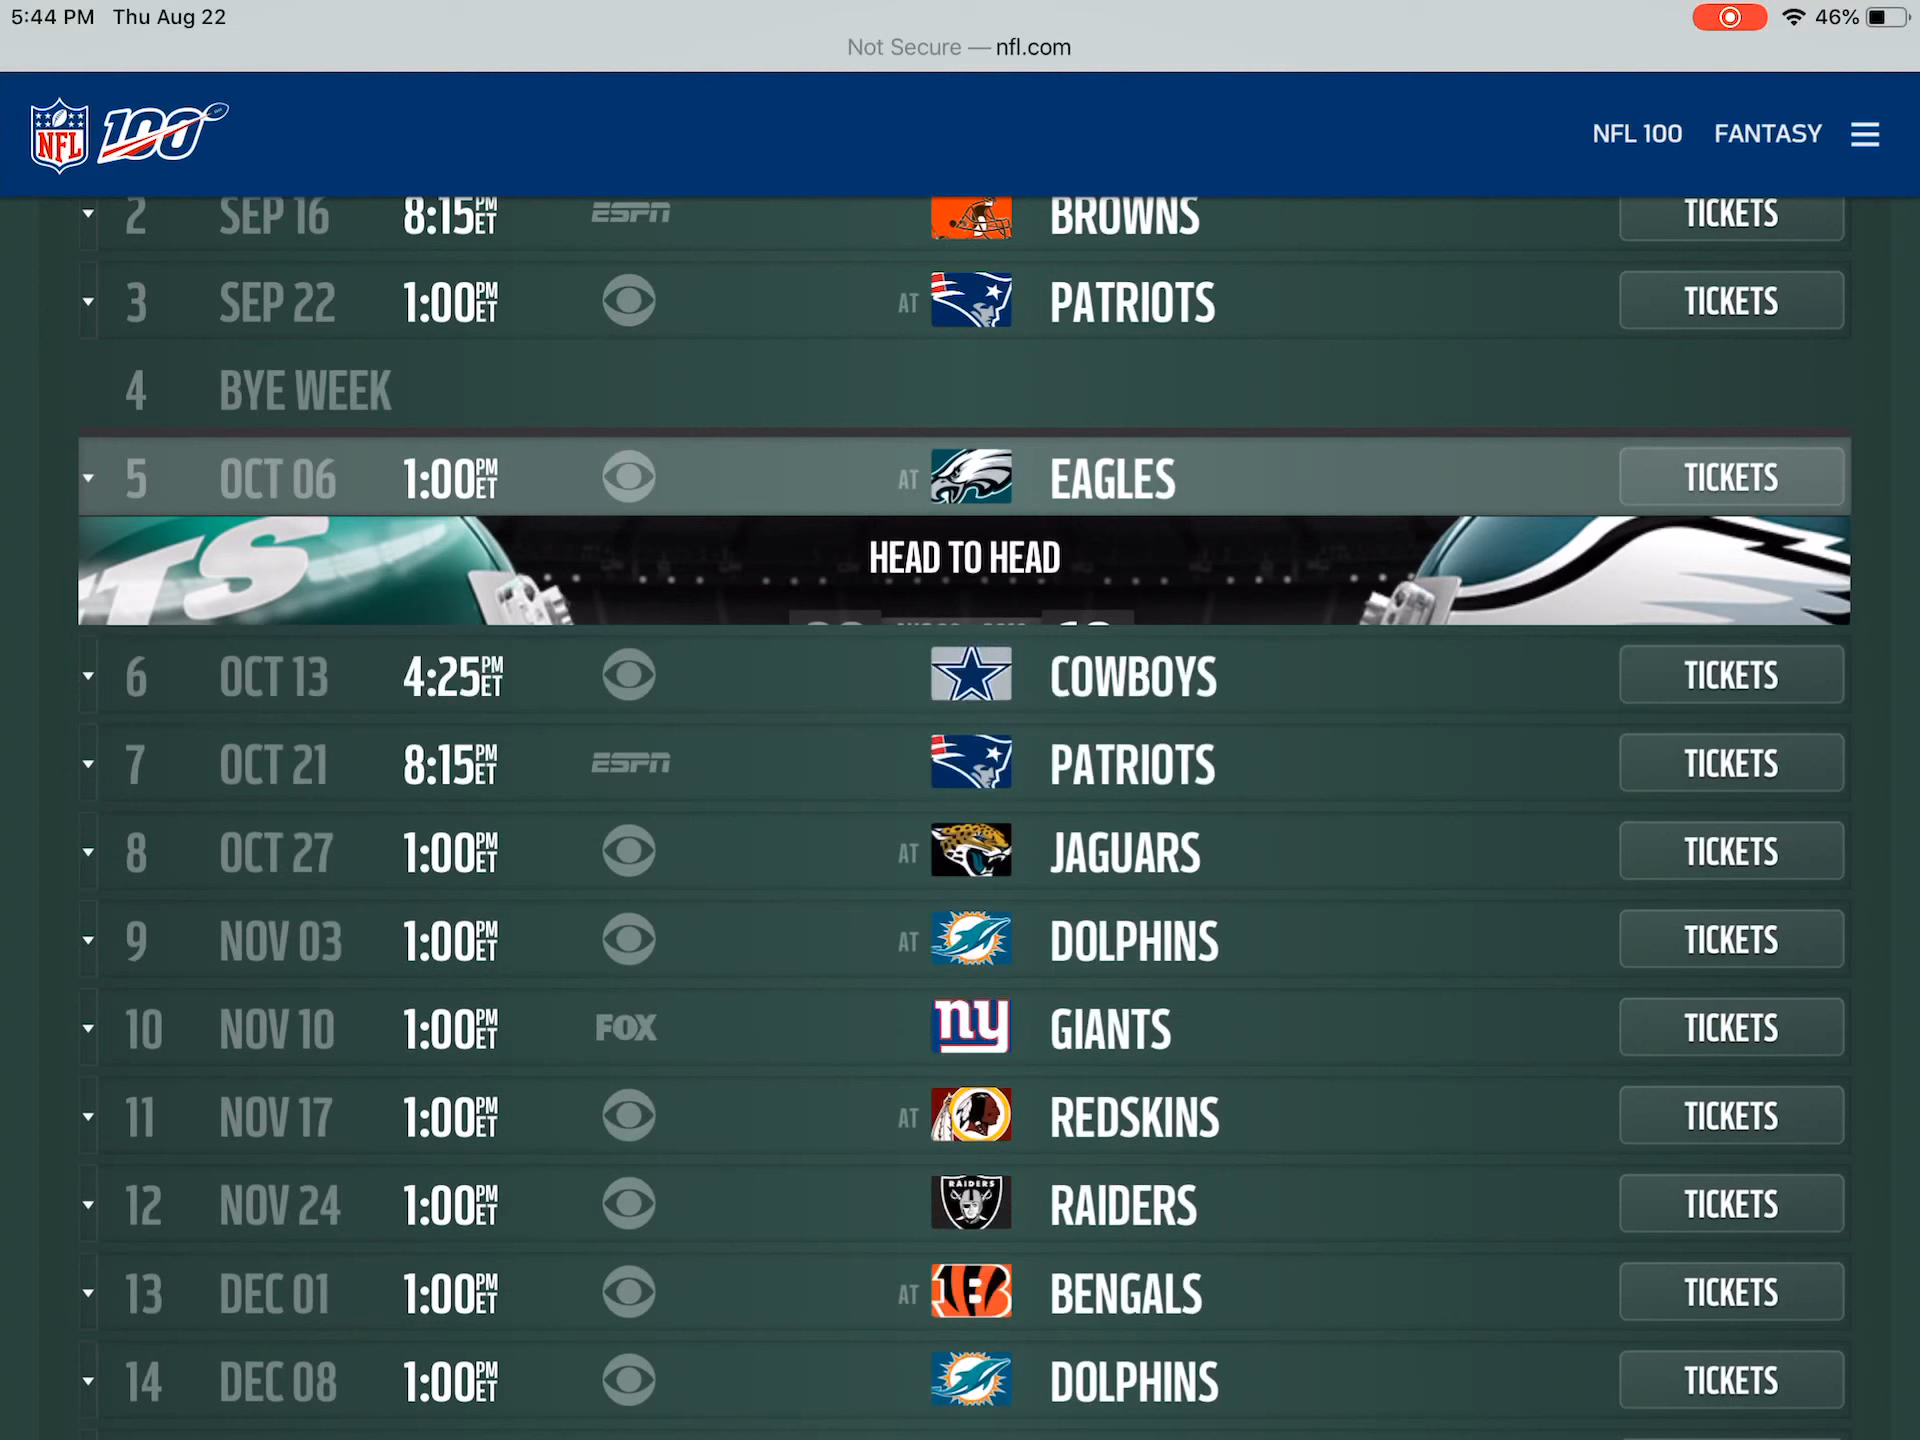 5:44 PM Thu Aug 22 46%
Not Secure — nfl.com
NFL 100 NFL 100 FANTASY
2 SEP 16 8:15 PM ET ESPN BROWNS TICKETS
3 SEP 22 1:00 PM ET AT PATRIOTS TICKETS
4 BYE WEEK
5 OCT 06 1:00 PM ET AT EAGLES TICKETS
TS HEAD TO HEAD
6 OCT 13 4:25 PM ET COWBOYS TICKETS
7 OCT 21 8:15 PM ET ESPN PATRIOTS TICKETS
8 OCT 27 1:00 PM ET AT JAGUARS TICKETS
9 NOV 03 1:00 PM ET AT DOLPHINS TICKETS
10 NOV 10 1:00 PM ET FOX ny GIANTS TICKETS
11 NOV 17 1:00 PM ET AT REDSKINS TICKETS
12 NOV 24 1:00 PM ET RAIDERS RAIDERS TICKETS
13 DEC 01 1:00 PM ET AT B BENGALS TICKETS
14 DEC 08 1:00 PM ET DOLPHINS TICKETS